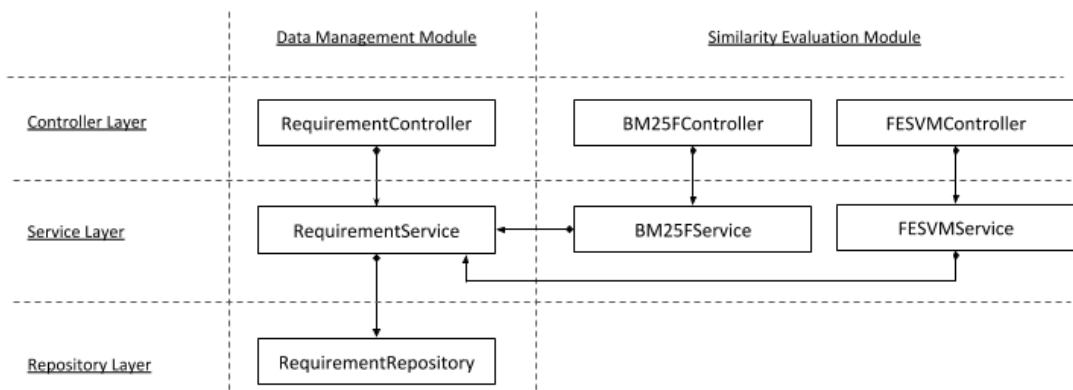 Data Management Module
Similarity Evaluation Module
Controller Layer
RequirementController
BM25FController
FESVMController
Service Layer
RequirementService
BM25FService
FESVMService
Repository Layer
RequirementRepository